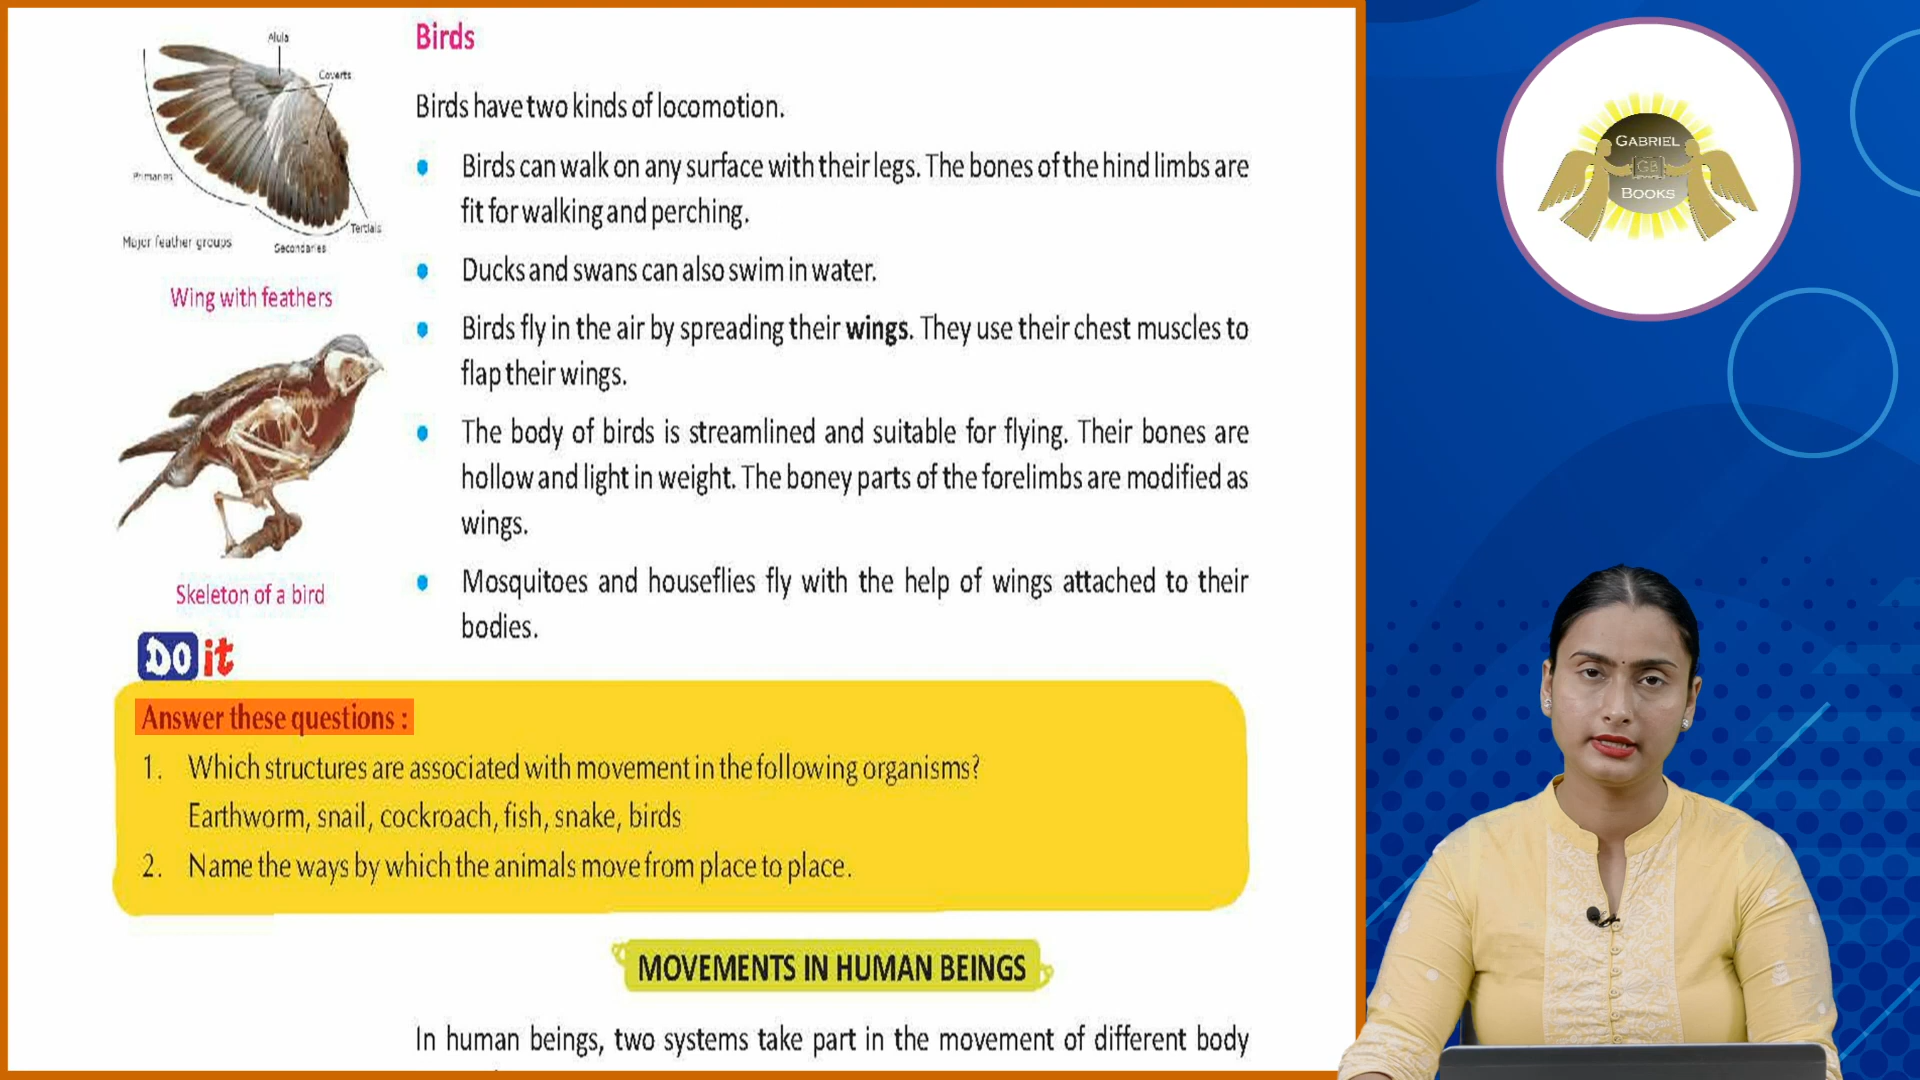 Alula
Coverts
Primaries
Tertials
Major feather groups
Secondaries
Wing with feathers
Skeleton of a bird
Birds
Birds have two kinds of locomotion.
Birds can walk on any surface with their legs. The bones of the hind limbs are
fit for walking and perching.
Ducks and swans can also swim in water.
Birds fly in the air by spreading their wings. They use their chest muscles to
flap their wings.
The body of birds is streamlined and suitable for flying. Their bones are
hollow and light in weight. The boney parts of the forelimbs are modified as
wings.
Mosquitoes and houseflies fly with the help of wings attached to their
bodies.
Do it
Answer these questions :
1. Which structures are associated with movement in the following organisms?
Earthworm, snail, cockroach, fish, snake, birds
2. Name the ways by which the animals move from place to place.
MOVEMENTS IN HUMAN BEINGS
In human beings, two systems take part in the movement of different body
GABRIEL
GB
BOOKS